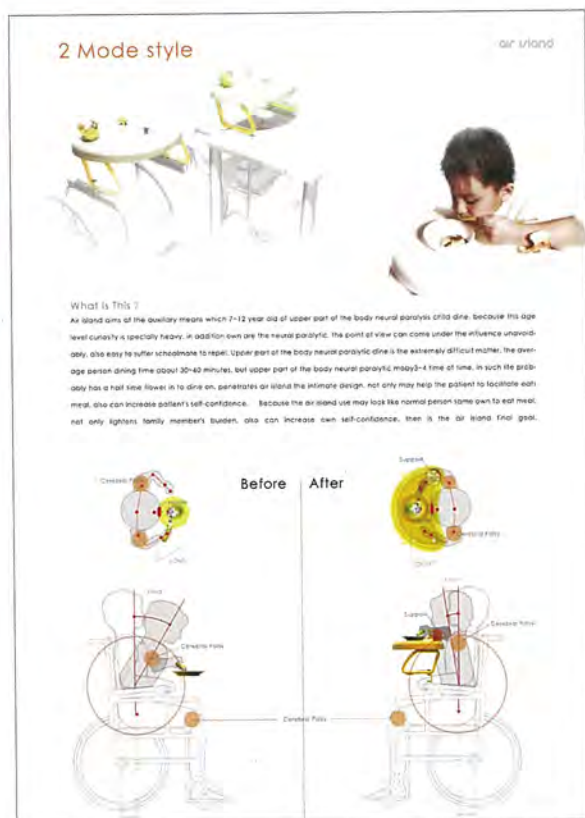 2 Mode style
air island
What is This ?
Air island aims at the auxiliary means which 7-12 year old of upper part of the body neural paralysis child dine, because this age
level curiosity is specially heavy, in addition own are the neural paralytic, the point of view can come under the influence unavoid-
ably, also easy to suffer schoolmate to repel. Upper part of the body neural paralytic dine is the extremely difficult matter, the aver-
age person dining time about 30-60 minutes, but upper part of the body neural paralytic maby3-4 time of time, in such life prob-
ably has a half time flower in to dine on, penetrates air island the intimate design, not only may help the patient to facilitate eats
meal, also can increase patient's self-confidence. Because the air island use may look like normal person same own to eat meal,
not only lightens family member's burden, also can increase own self-confidence, then is the air island final goal.
Support
Cerebral Palsy
Before
After
Cerebral Palsy
Support
Cerebral Palsy
Cerebral Palsy
Cerebral Palsy